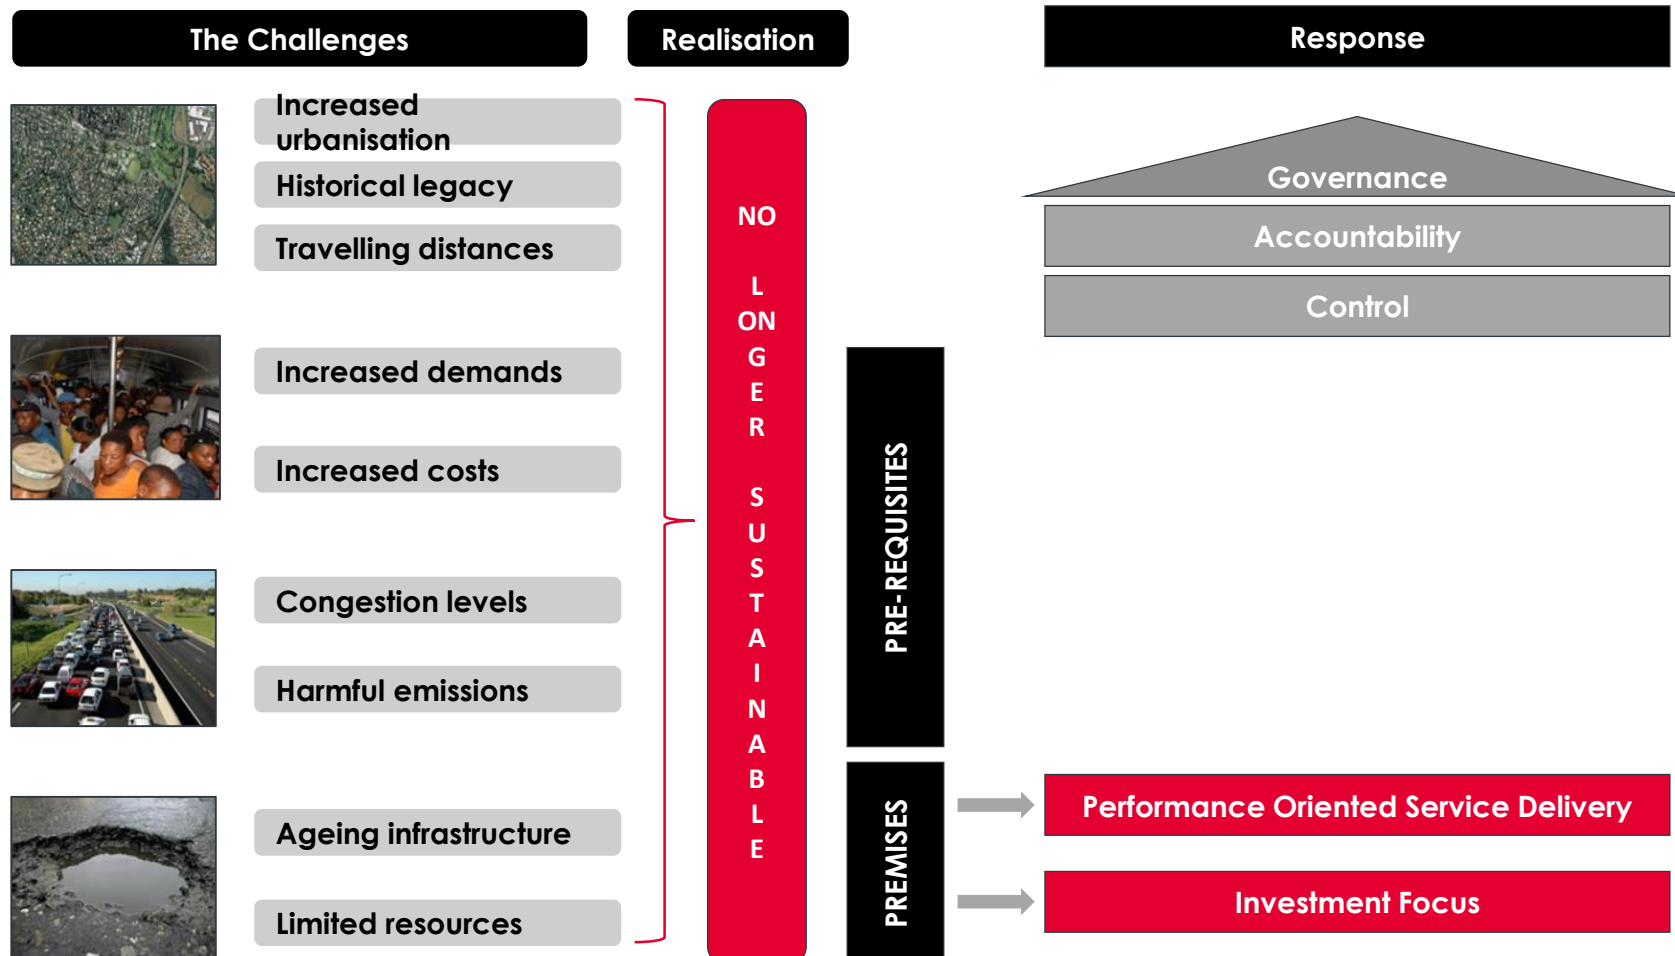 The Challenges
Realisation
Response
Increased
urbanisation
Historical legacy
Travelling distances
Increased demands
Increased costs
Congestion levels
Harmful emissions
Ageing infrastructure
Limited resources
NO
L
ON
G
E
R
S
U
S
T
A
I
N
A
B
L
E
PRE-REQUISITES
PREMISES
Governance
Accountability
Control
Performance Oriented Service Delivery
Investment Focus